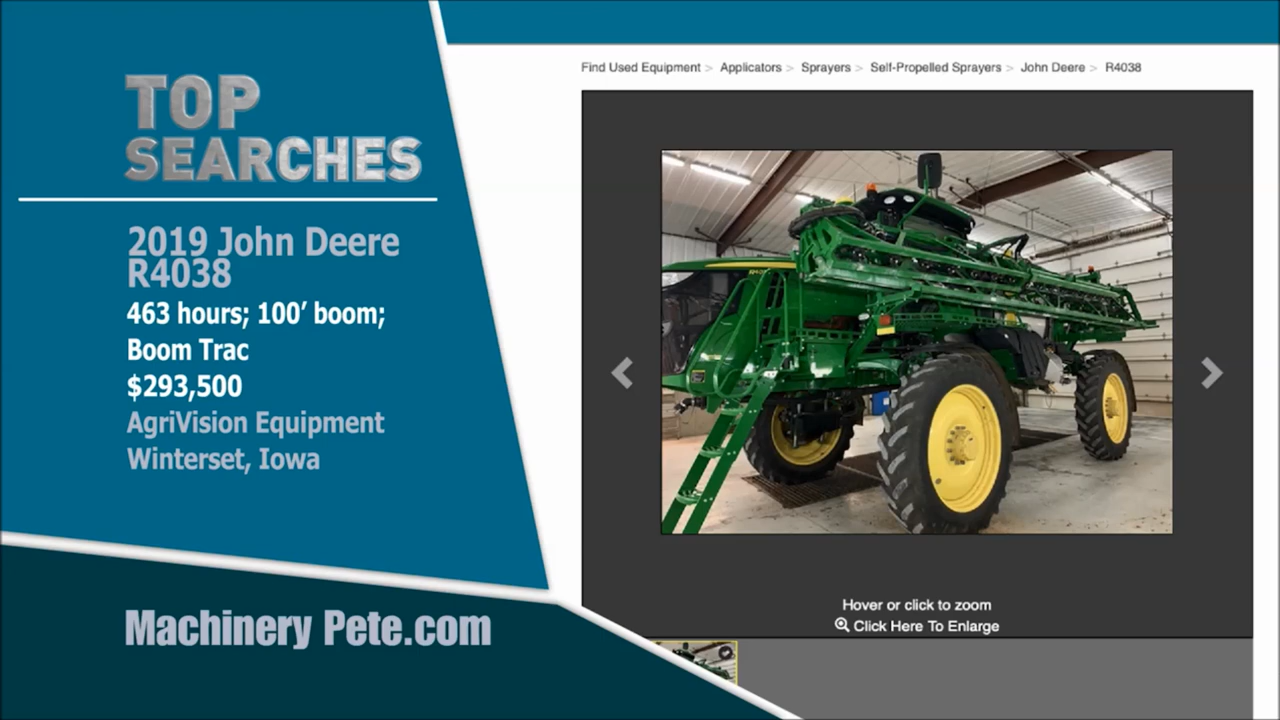 TOP
SEARCHES
2019 John Deere
R4038
463 hours; 100’ boom;
Boom Trac
$293,500
AgriVision Equipment
Winterset, Iowa
Machinery Pete.com
Find Used Equipment > Applicators > Sprayers > Self-Propelled Sprayers > John Deere > R4038
Hover or click to zoom
Click Here To Enlarge